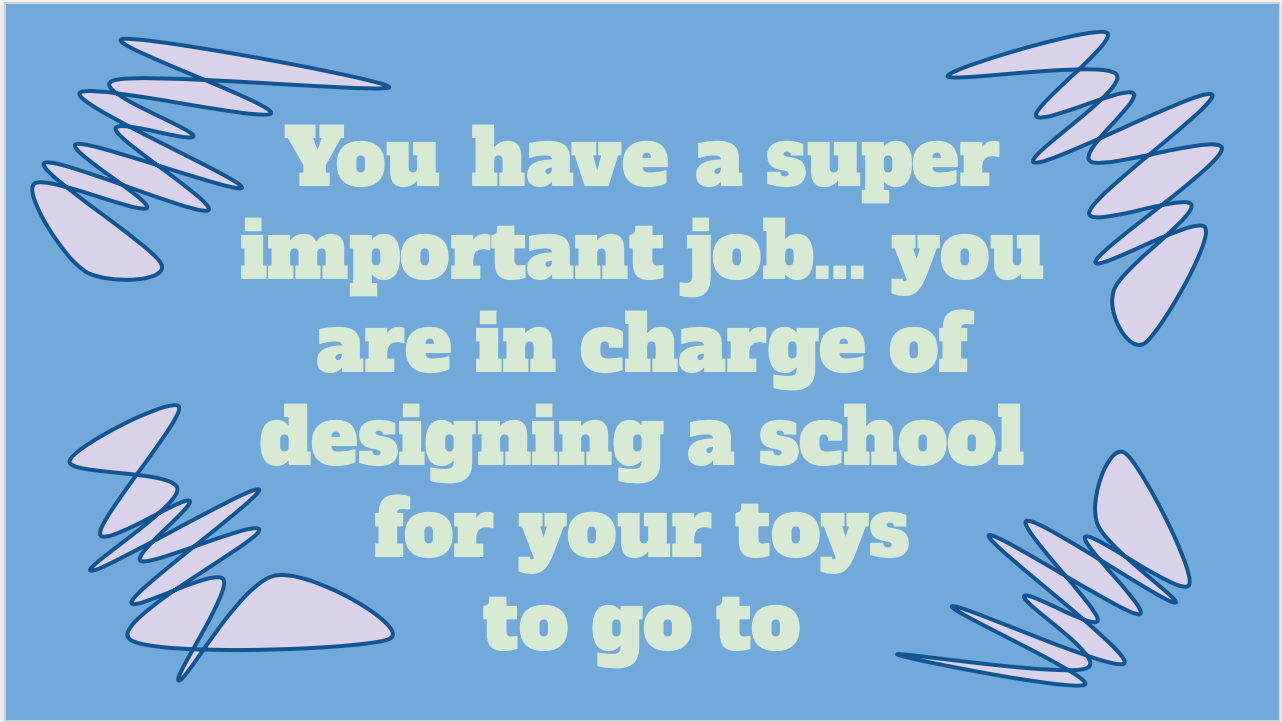 You have a super
important job... you
are in charge of
designing a school
for your toys
to go to